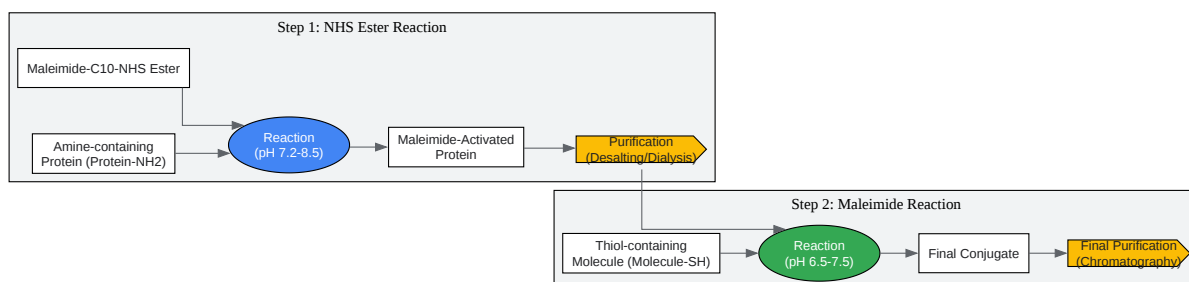 Step 1: NHS Ester Reaction
Maleimide-C10-NHS Ester
Amine-containing
Protein (Protein-NH2)
Reaction
(pH 7.2-8.5)
Maleimide-Activated
Protein
Purification
(Desalting/Dialysis)
Step 2: Maleimide Reaction
Thiol-containing
Molecule (Molecule-SH)
Reaction
(pH 6.5-7.5)
Final Conjugate
Final Purification
(Chromatography)